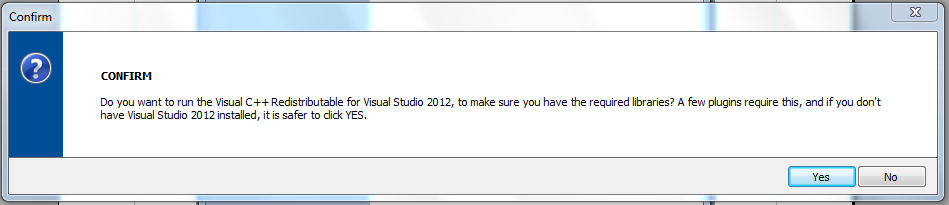 Confirm
CONFIRM
Do you want to run the Visual C++ Redistributable for Visual Studio 2012, to make sure you have the required libraries? A few plugins require this, and if you don't
have Visual Studio 2012 installed, it is safer to click YES.
Yes
No